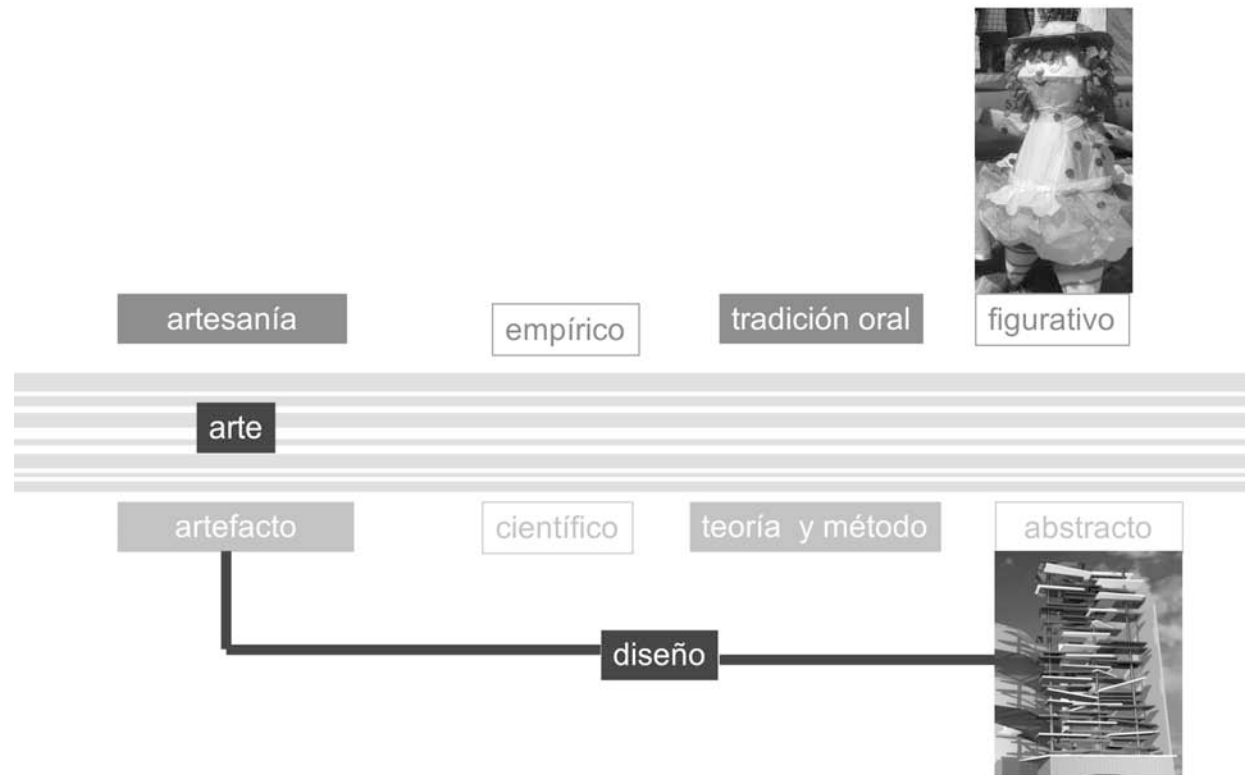 artesanía
empírico
tradición oral
figurativo
arte
artefacto
científico
teoría y método
abstracto
diseño